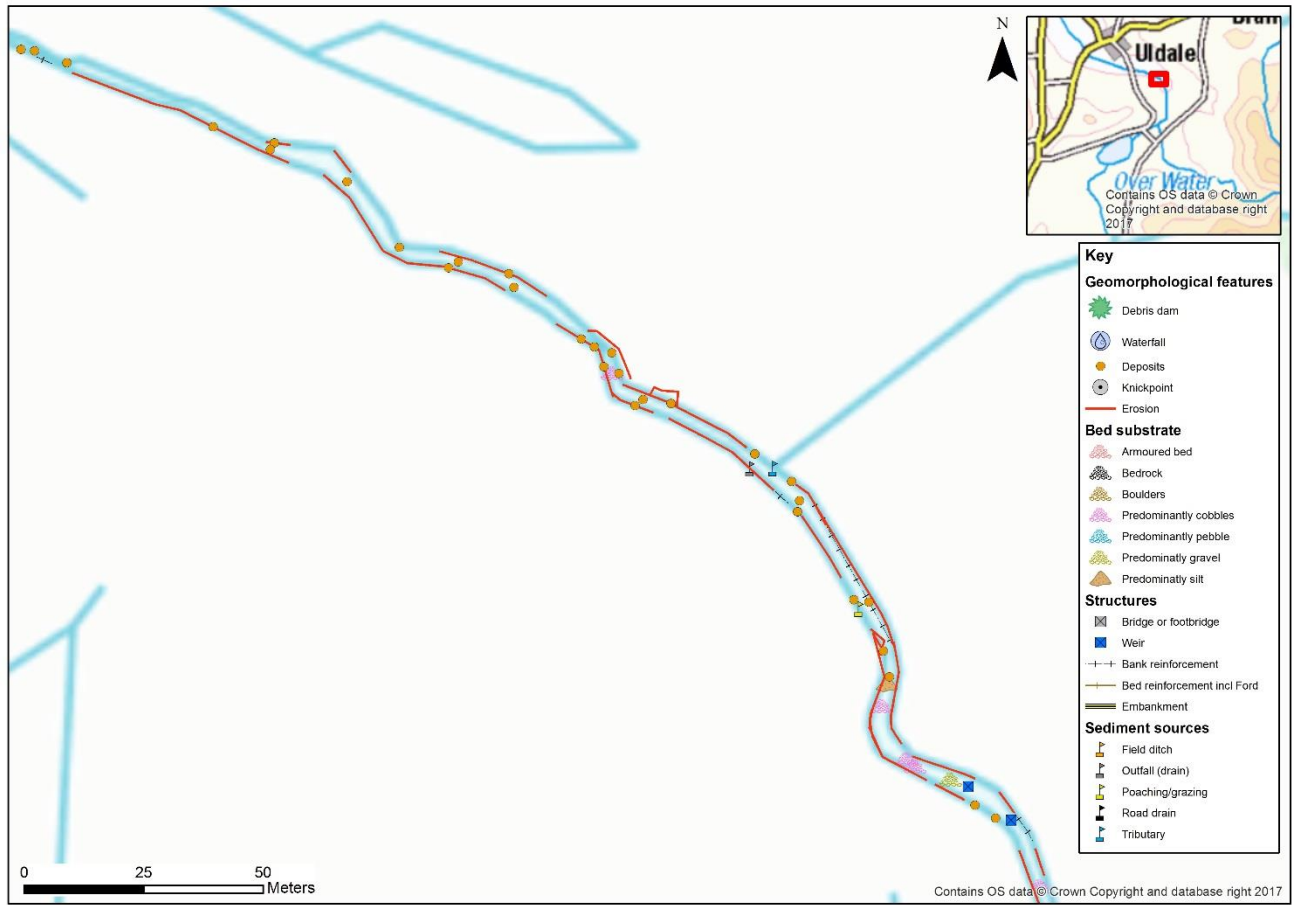 N
Uldale
Over Water
Contains OS data © Crown
Copyright and database right
2017
Key
Geomorphological features
Debris dam
Waterfall
Deposits
Knickpoint
Erosion
Bed substrate
Armoured bed
Bedrock
Boulders
Predominantly cobbles
Predominantly pebble
Predominatly gravel
Predominatly silt
Structures
Bridge or footbridge
Weir
Bank reinforcement
Bed reinforcement incl Ford
Embankment
Sediment sources
Field ditch
Outfall (drain)
Poaching/grazing
Road drain
Tributary
0 25 50
Meters
Contains OS data © Crown Copyright and database right 2017